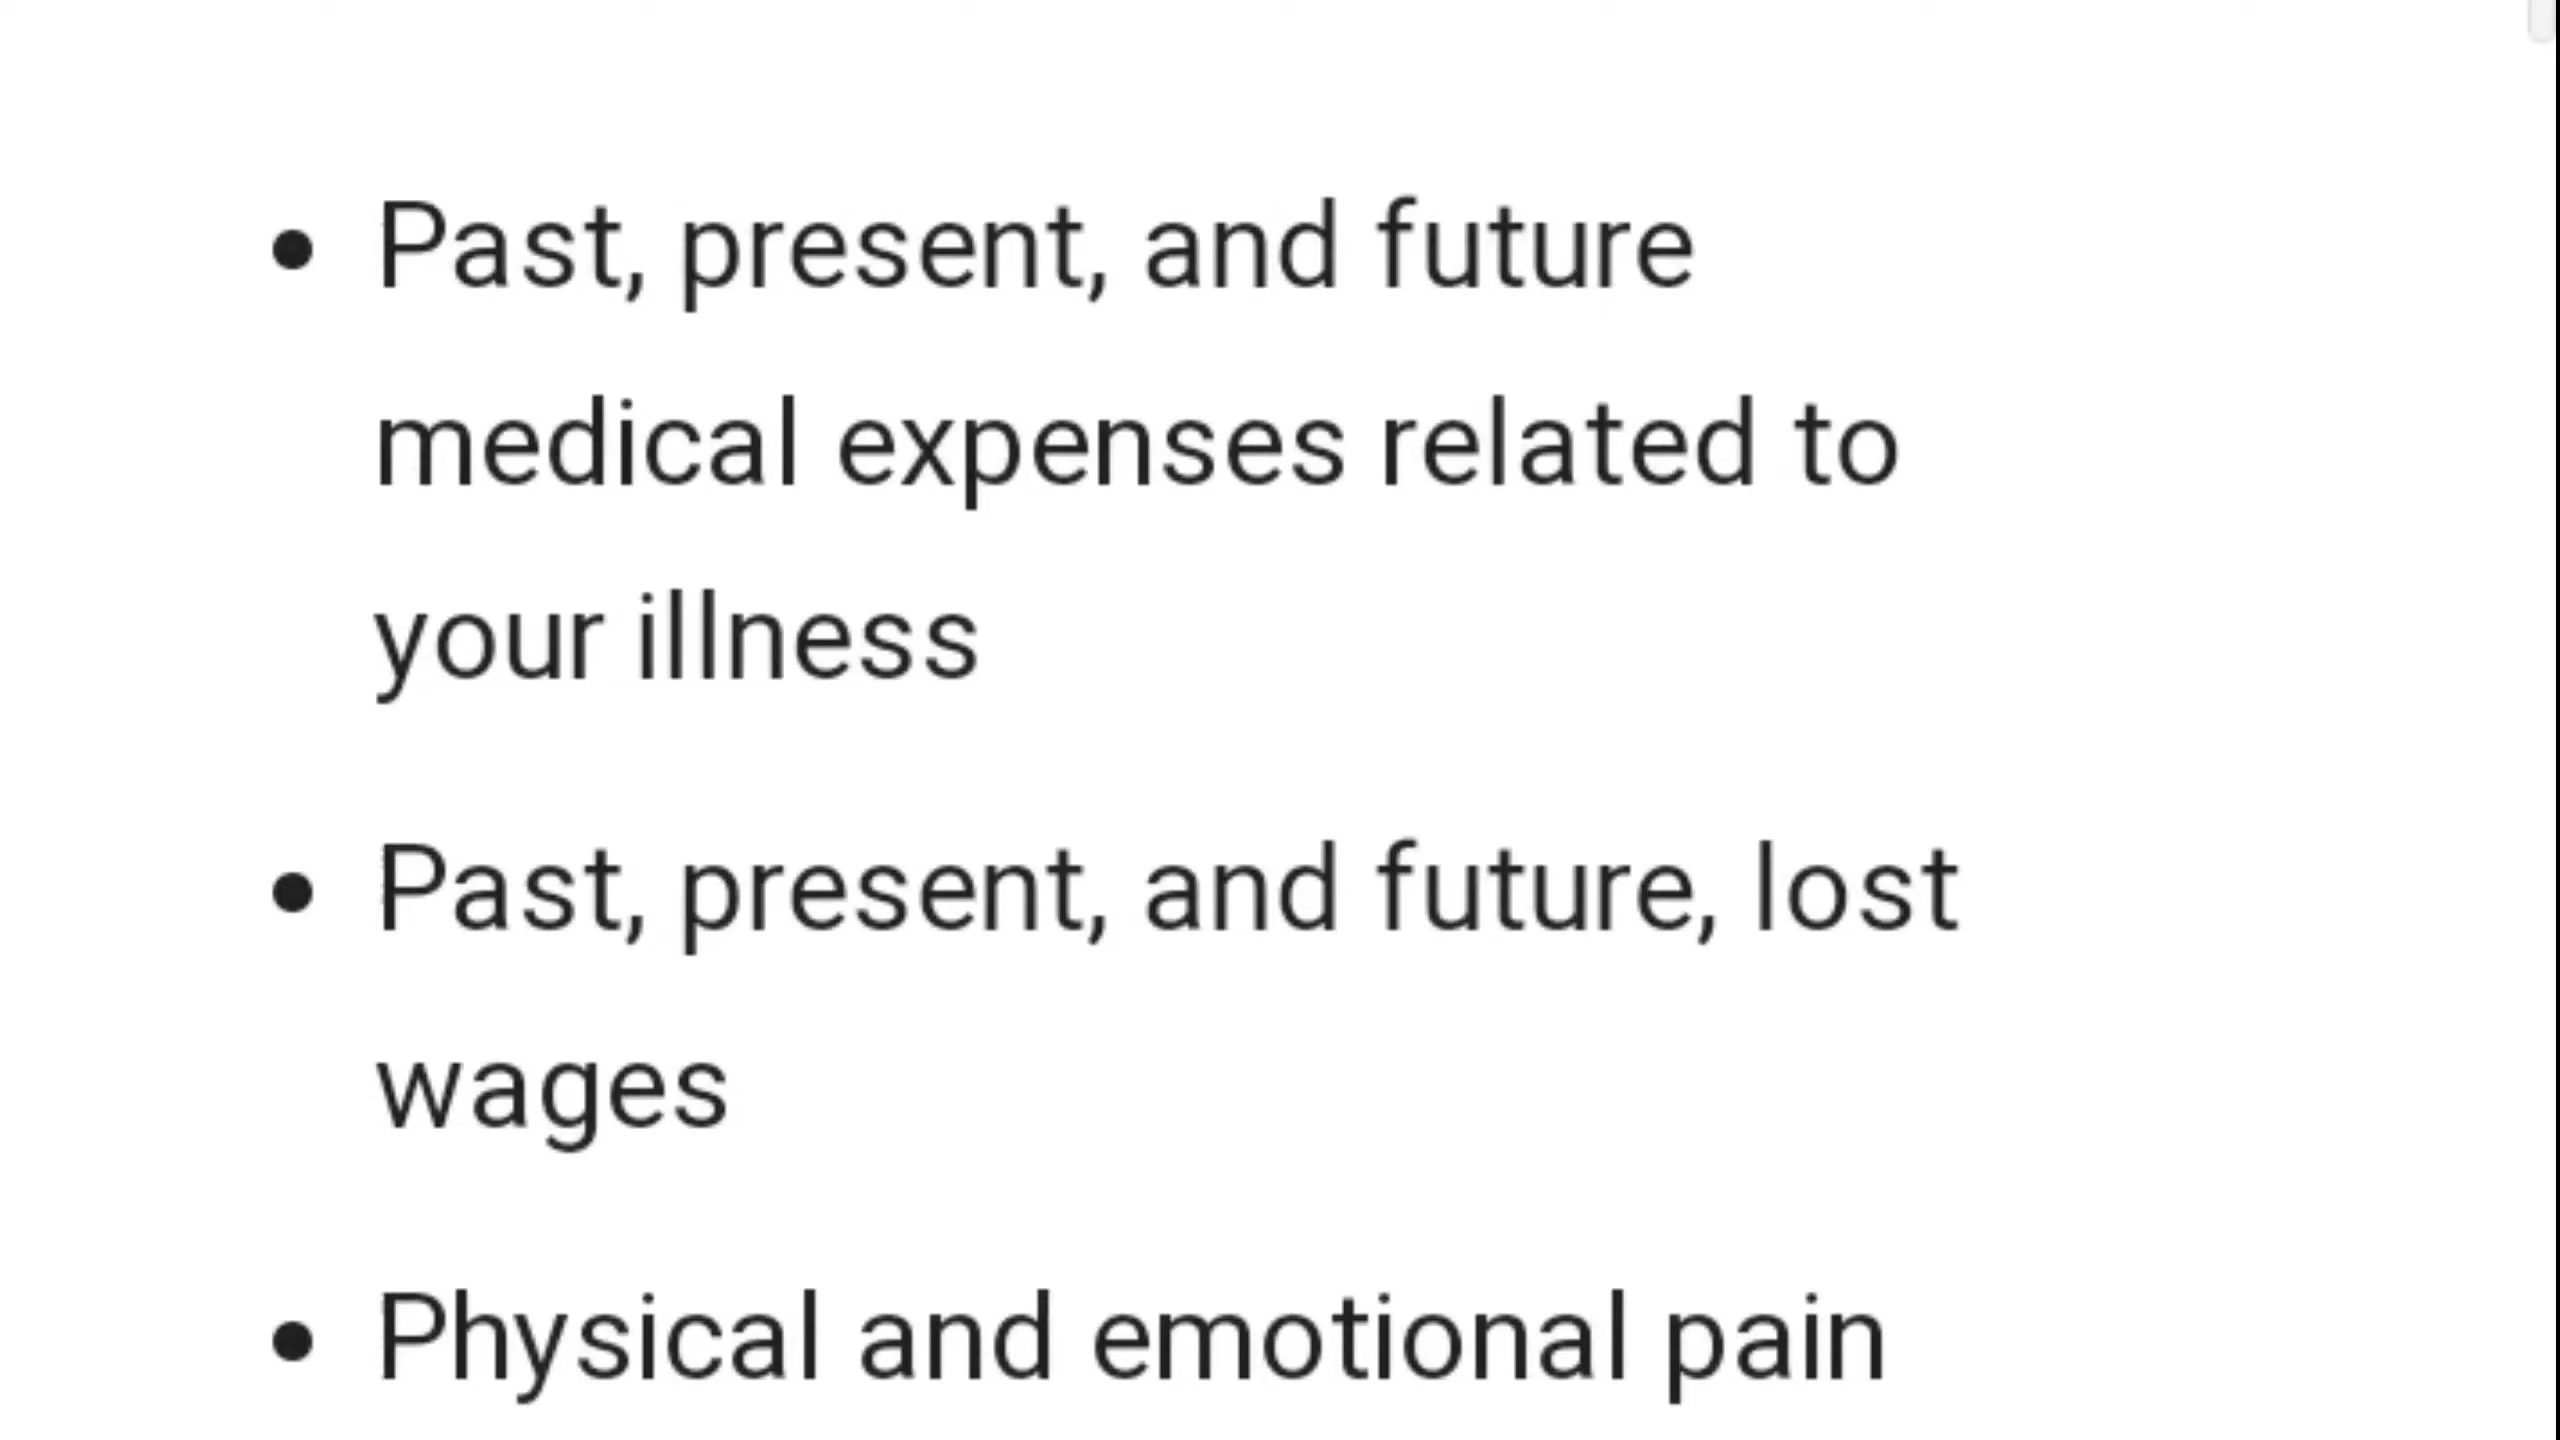 • Past, present, and future
medical expenses related to
your illness
• Past, present, and future, lost
wages
• Physical and emotional pain